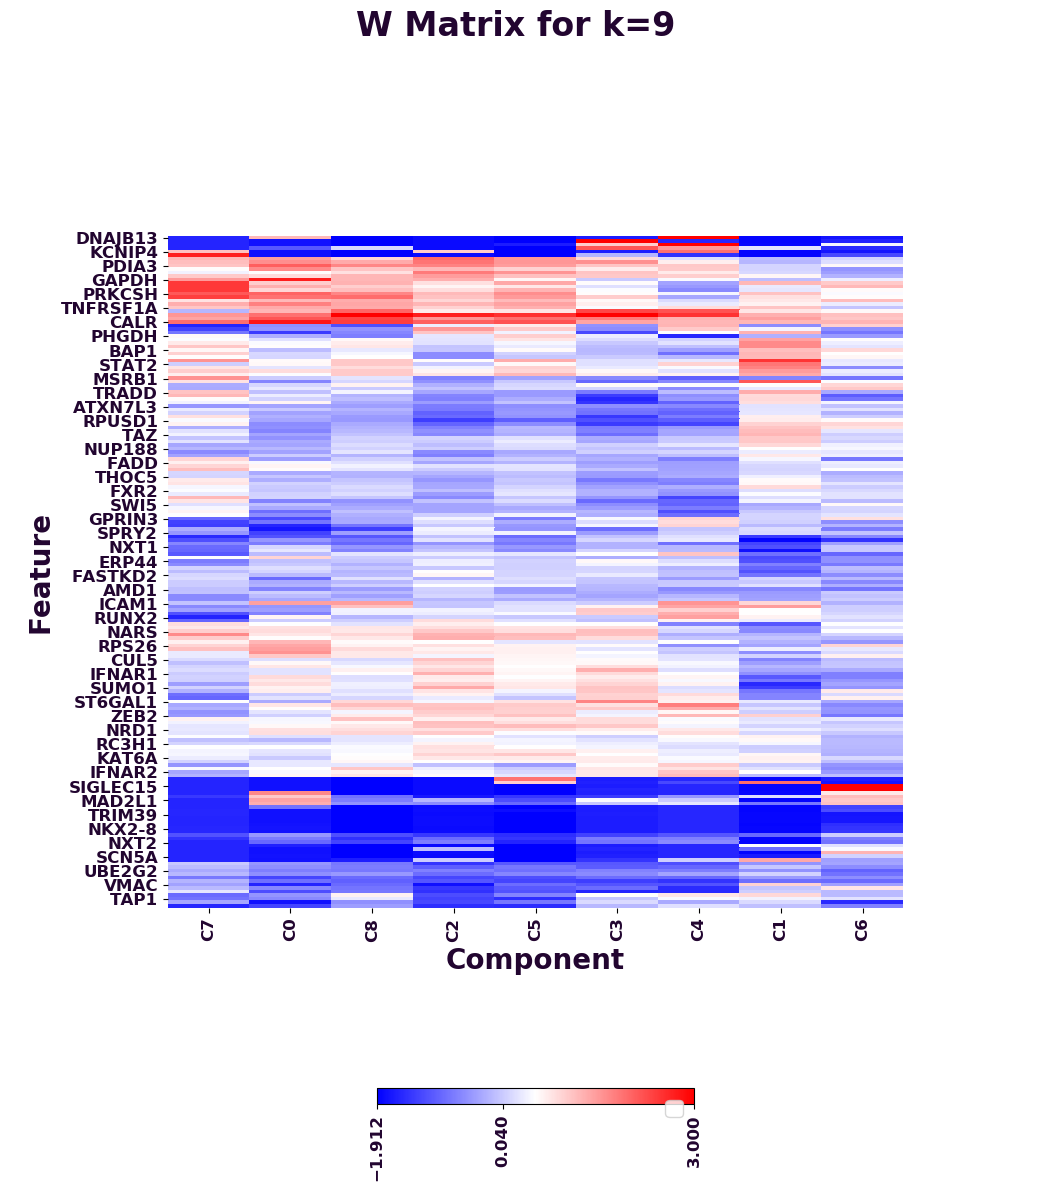 W Matrix for k=9
Feature
DNAJB13
KCNIP4
PDIA3
GAPDH
PRKCSH
TNFRSF1A
CALR
PHGDH
BAP1
STAT2
MSRB1
TRADD
ATXN7L3
RPUSD1
TAZ
NUP188
FADD
THOC5
FXR2
SWI5
GPRIN3
SPRY2
NXT1
ERP44
FASTKD2
AMD1
ICAM1
RUNX2
NARS
RPS26
CUL5
IFNAR1
SUMO1
ST6GAL1
ZEB2
NRD1
RC3H1
KAT6A
IFNAR2
SIGLEC15
MAD2L1
TRIM39
NKX2-8
NXT2
SCN5A
UBE2G2
VMAC
TAP1
C7 C0 C8 C2 C5 C3 C4 C1 C6
Component
−1.912 0.040 3.000